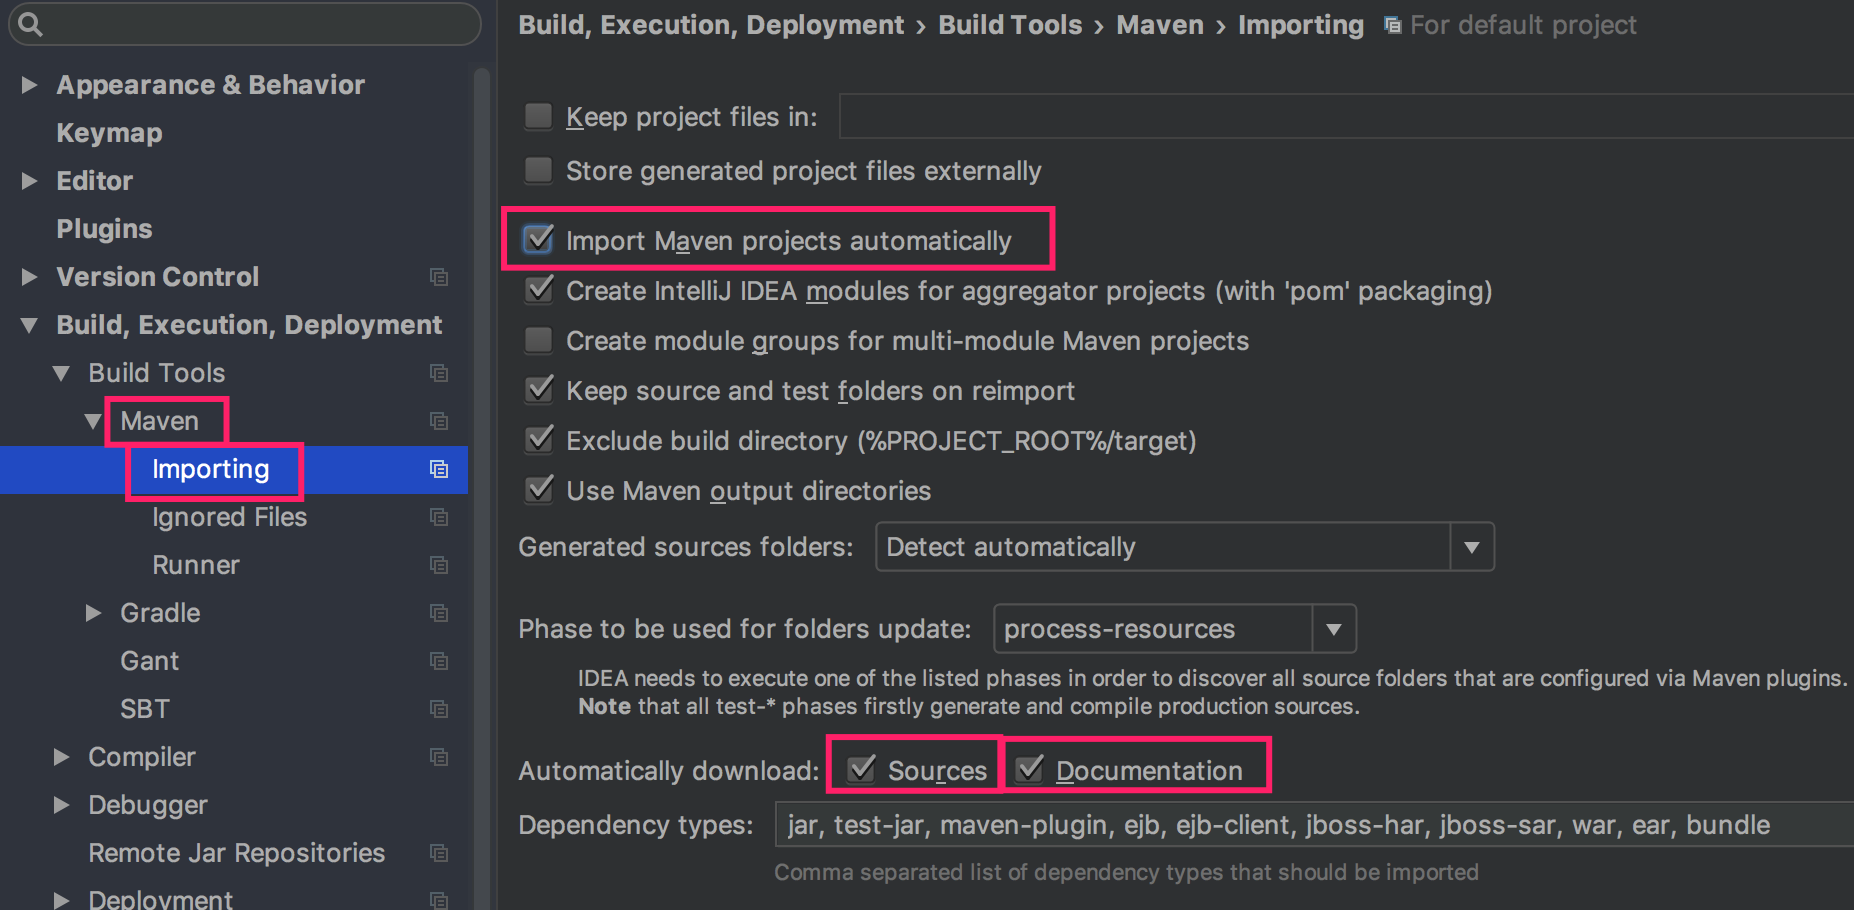 Appearance & Behavior
Keymap
Editor
Plugins
Version Control
Build, Execution, Deployment
Build Tools
Maven
Importing
Ignored Files
Runner
Gradle
Gant
SBT
Compiler
Debugger
Remote Jar Repositories
Deployment
Build, Execution, Deployment › Build Tools › Maven › Importing For default project
Keep project files in:
Store generated project files externally
Import Maven projects automatically
Create IntelliJ IDEA modules for aggregator projects (with 'pom' packaging)
Create module groups for multi-module Maven projects
Keep source and test folders on reimport
Exclude build directory (%PROJECT_ROOT%/target)
Use Maven output directories
Generated sources folders: Detect automatically
Phase to be used for folders update: process-resources
IDEA needs to execute one of the listed phases in order to discover all source folders that are configured via Maven plugins.
Note that all test-* phases firstly generate and compile production sources.
Automatically download: Sources Documentation
Dependency types: jar, test-jar, maven-plugin, ejb, ejb-client, jboss-har, jboss-sar, war, ear, bundle
Comma separated list of dependency types that should be imported